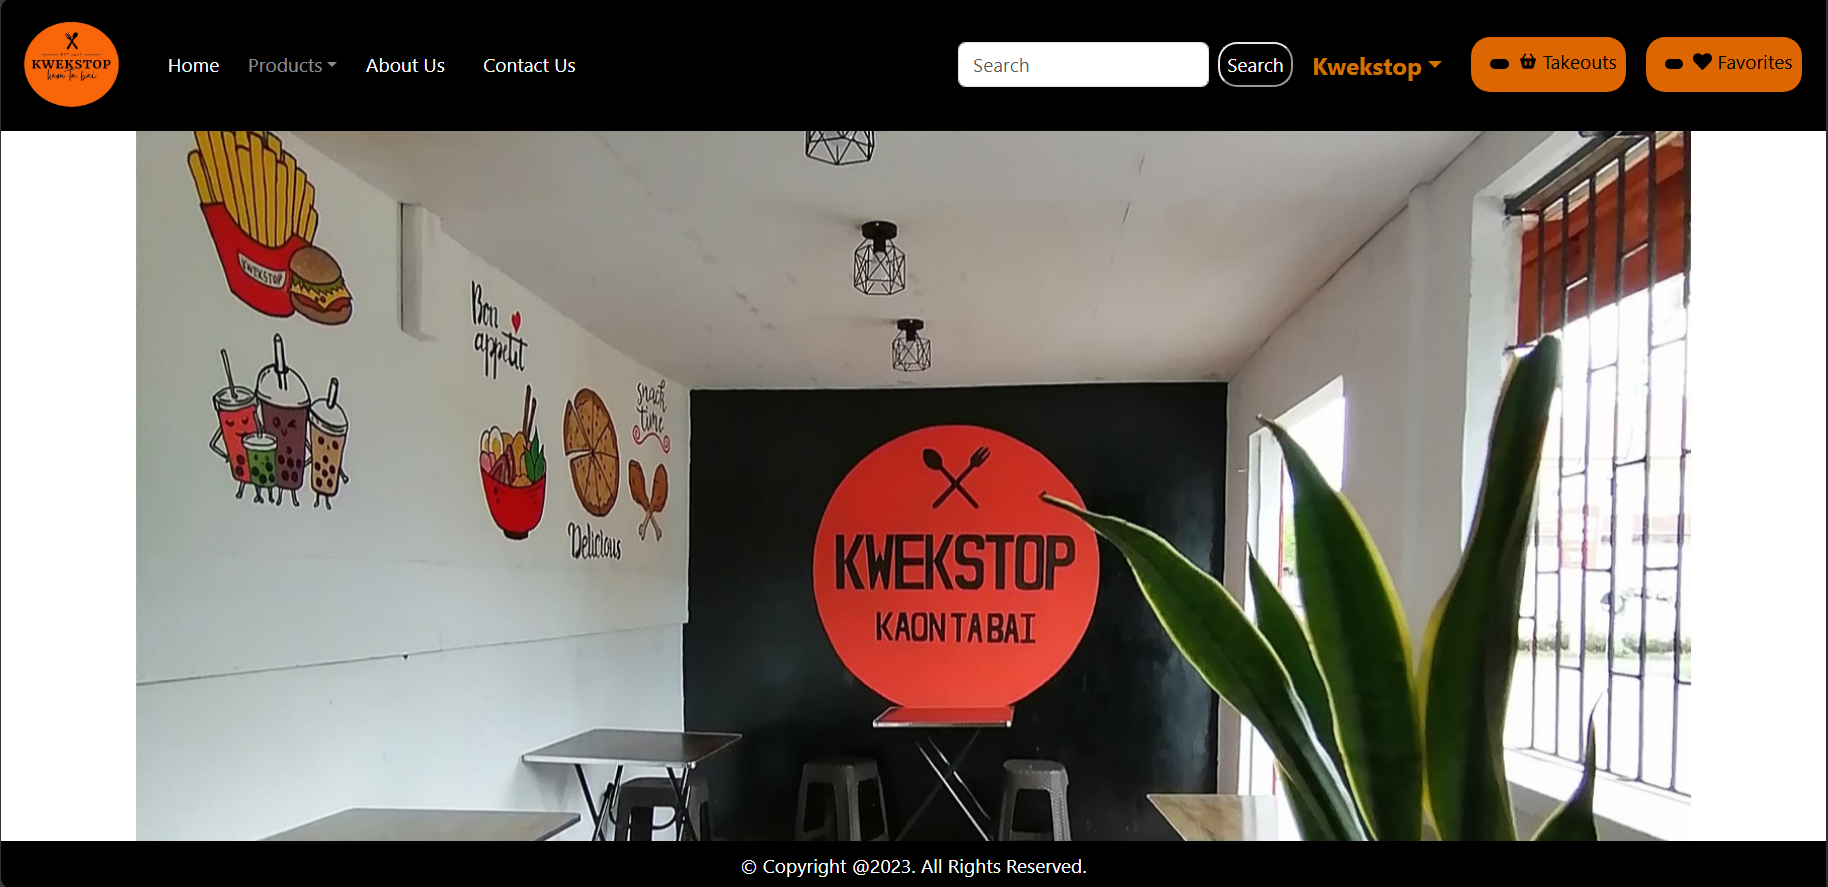 KWEKSTOP
kaon ta bai
Home
Products
About Us
Contact Us
Search
Search
Kwekstop
Takeouts
Favorites
KWEKSTOP
Bon
appetit
snack
time
Delicious
KWEKSTOP
KAON TA BAI
© Copyright @2023. All Rights Reserved.